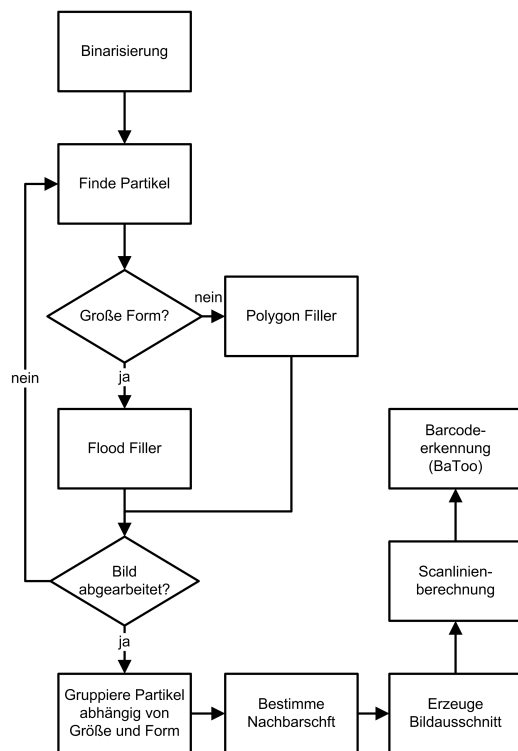 Binarisierung
Finde Partikel
Große Form?
nein
Polygon Filler
ja
nein
Flood Filler
Bild
abgearbeitet?
ja
Gruppiere Partikel
abhängig von
Größe und Form
Bestimme
Nachbarschft
Erzeuge
Bildausschnitt
Scanlinien-
berechnung
Barcode-
erkennung
(BaToo)